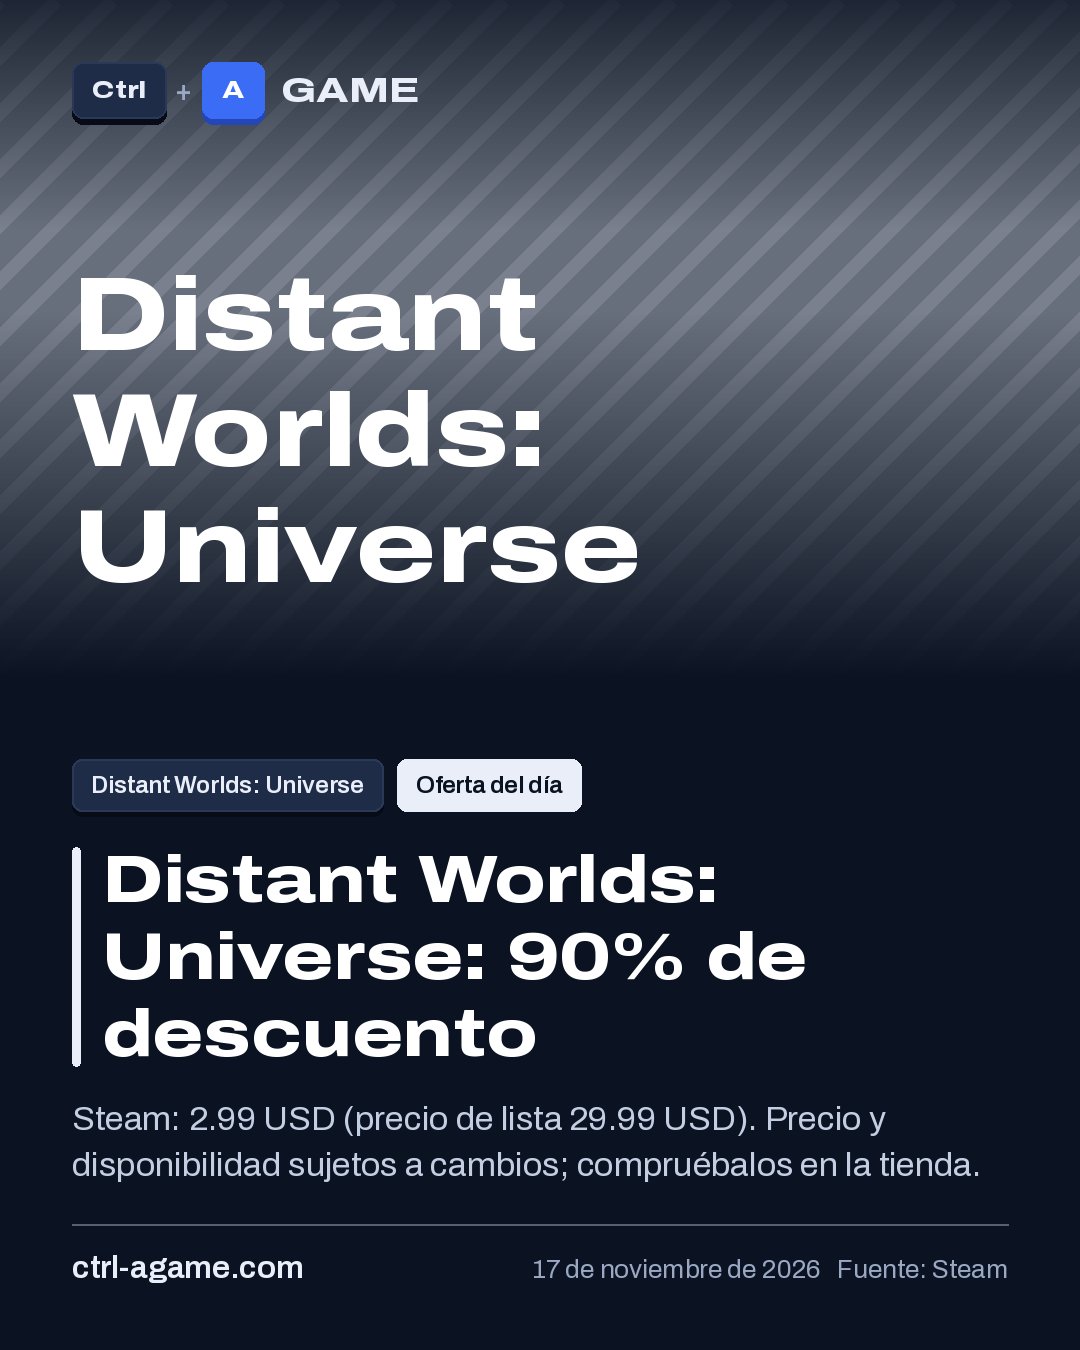 Ctrl + A GAME
Distant
Worlds:
Universe
Distant Worlds: Universe Oferta del día
Distant Worlds:
Universe: 90% de
descuento
Steam: 2.99 USD (precio de lista 29.99 USD). Precio y
disponibilidad sujetos a cambios; compruébalos en la tienda.
ctrl-agame.com 17 de noviembre de 2026 Fuente: Steam